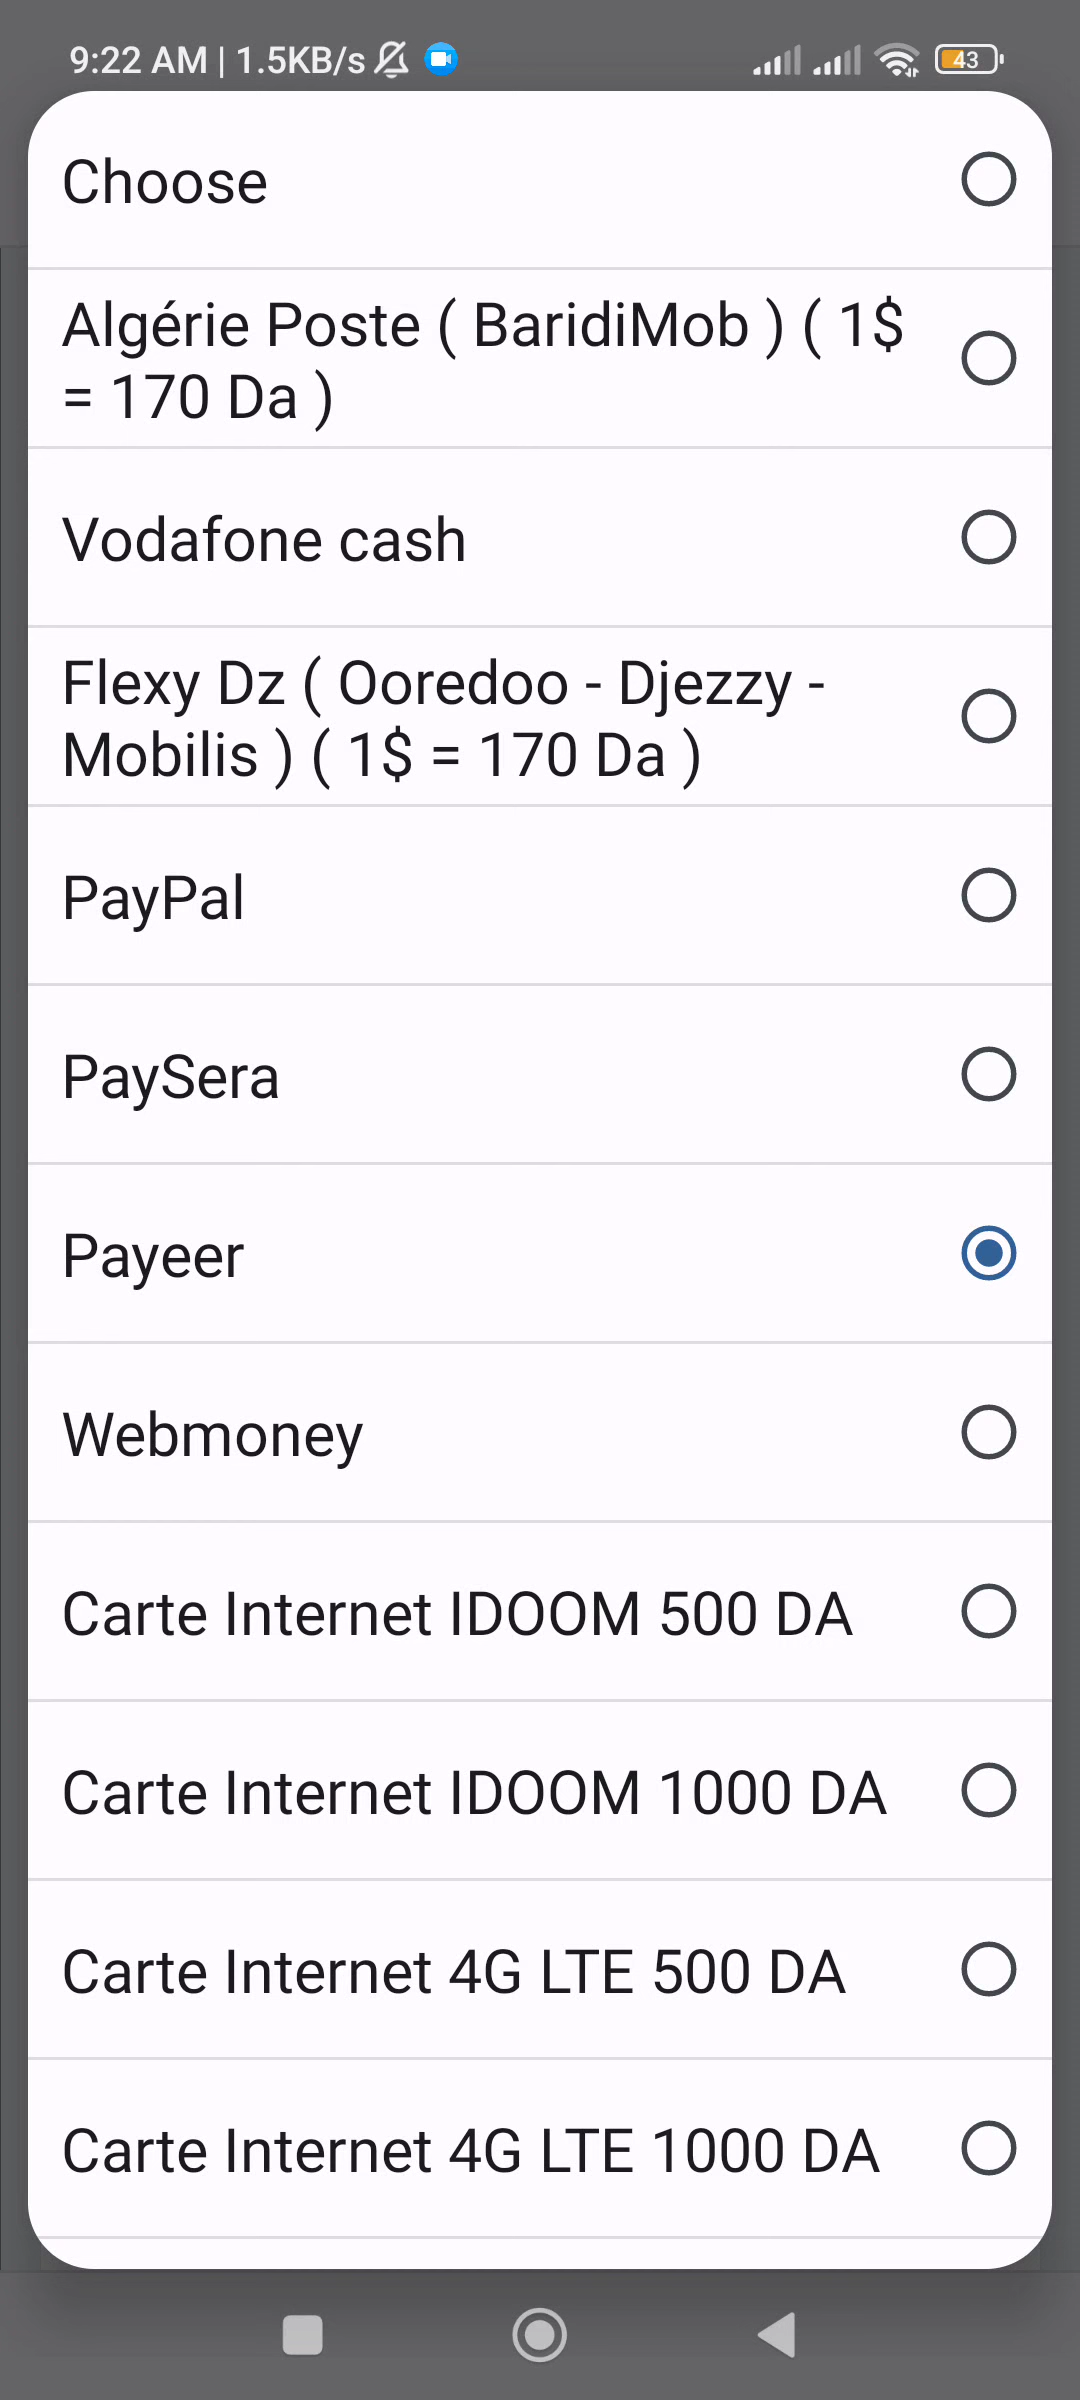 9:22 AM | 1.5KB/s
43
Choose
Algérie Poste ( BaridiMob ) ( 1$
= 170 Da )
Vodafone cash
Flexy Dz ( Ooredoo - Djezzy -
Mobilis ) ( 1$ = 170 Da )
PayPal
PaySera
Payeer
Webmoney
Carte Internet IDOOM 500 DA
Carte Internet IDOOM 1000 DA
Carte Internet 4G LTE 500 DA
Carte Internet 4G LTE 1000 DA